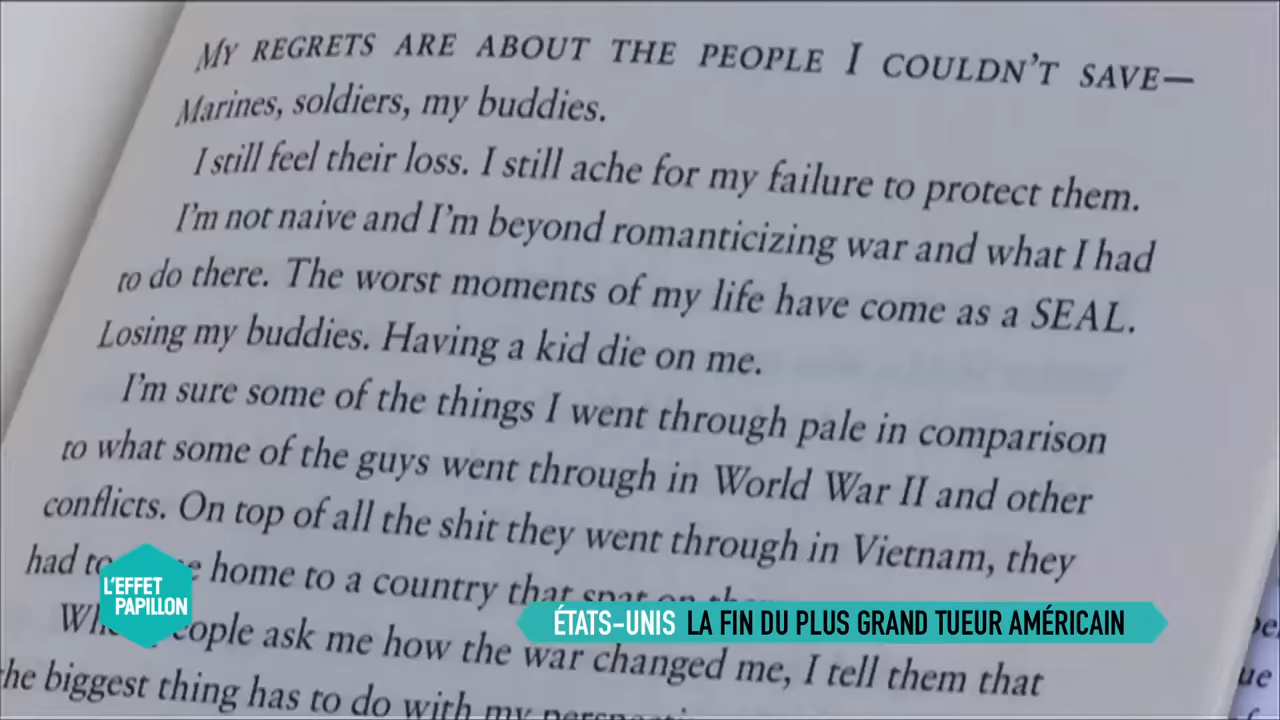 MY REGRETS ARE ABOUT THE PEOPLE I COULDN'T SAVE—
Marines, soldiers, my buddies.
I still feel their loss. I still ache for my failure to protect them.
I'm not naive and I'm beyond romanticizing war and what I had
to do there. The worst moments of my life have come as a SEAL.
Losing my buddies. Having a kid die on me.
I'm sure some of the things I went through pale in comparison
to what some of the guys went through in World War II and other
conflicts. On top of all the shit they went through in Vietnam, they
had to home to a country that spat on
people ask me how the war changed me, I tell them that
the biggest thing has to do with my
L'EFFET
PAPILLON
ÉTATS-UNIS LA FIN DU PLUS GRAND TUEUR AMÉRICAIN